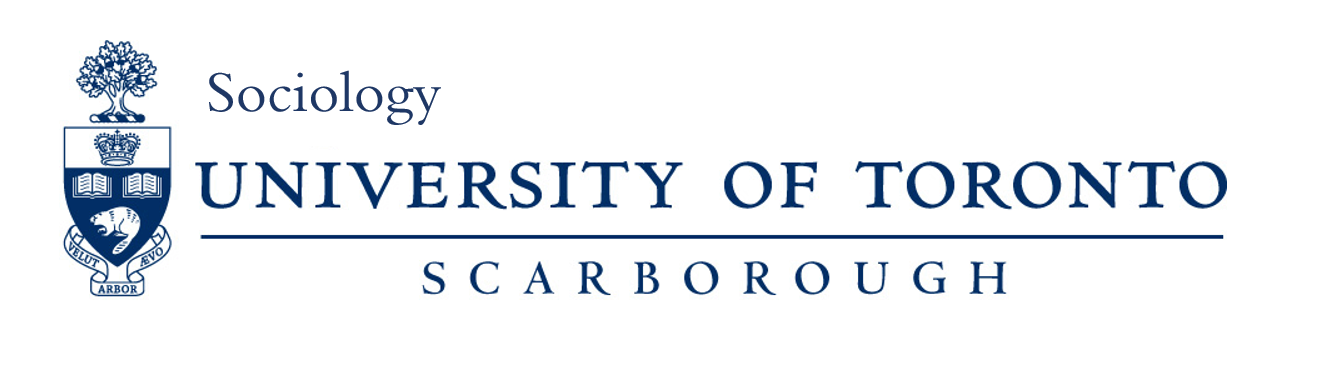 Sociology
UNIVERSITY OF TORONTO
SCARBOROUGH
VELUT
ARBOR
ÆVO